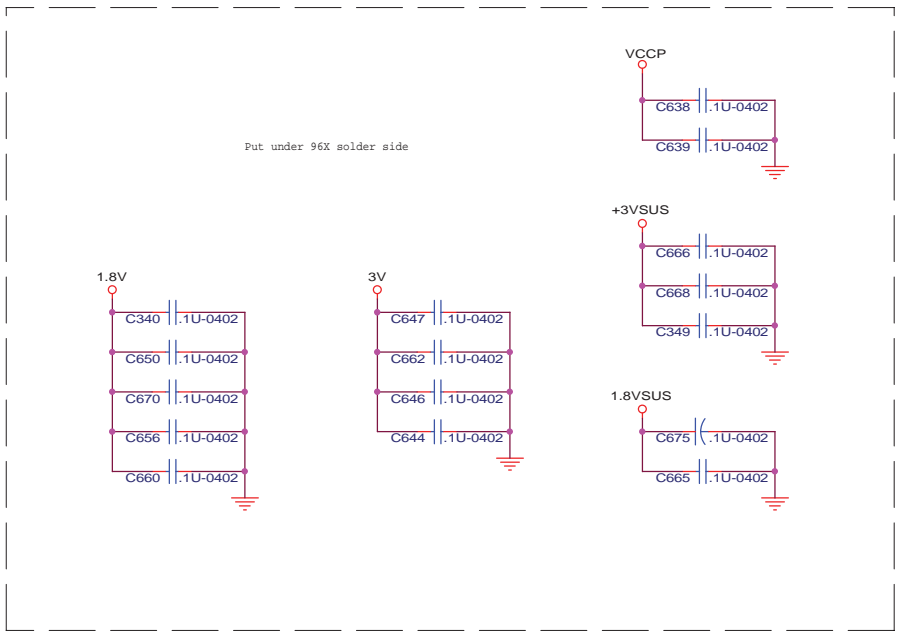 VCCP
C638 .1U-0402
C639 .1U-0402
Put under 96X solder side
+3VSUS
C666 .1U-0402
C668 .1U-0402
C349 .1U-0402
1.8V
C340 .1U-0402
C650 .1U-0402
C670 .1U-0402
C656 .1U-0402
C660 .1U-0402
3V
C647 .1U-0402
C662 .1U-0402
C646 .1U-0402
C644 .1U-0402
1.8VSUS
C675 .1U-0402
C665 .1U-0402